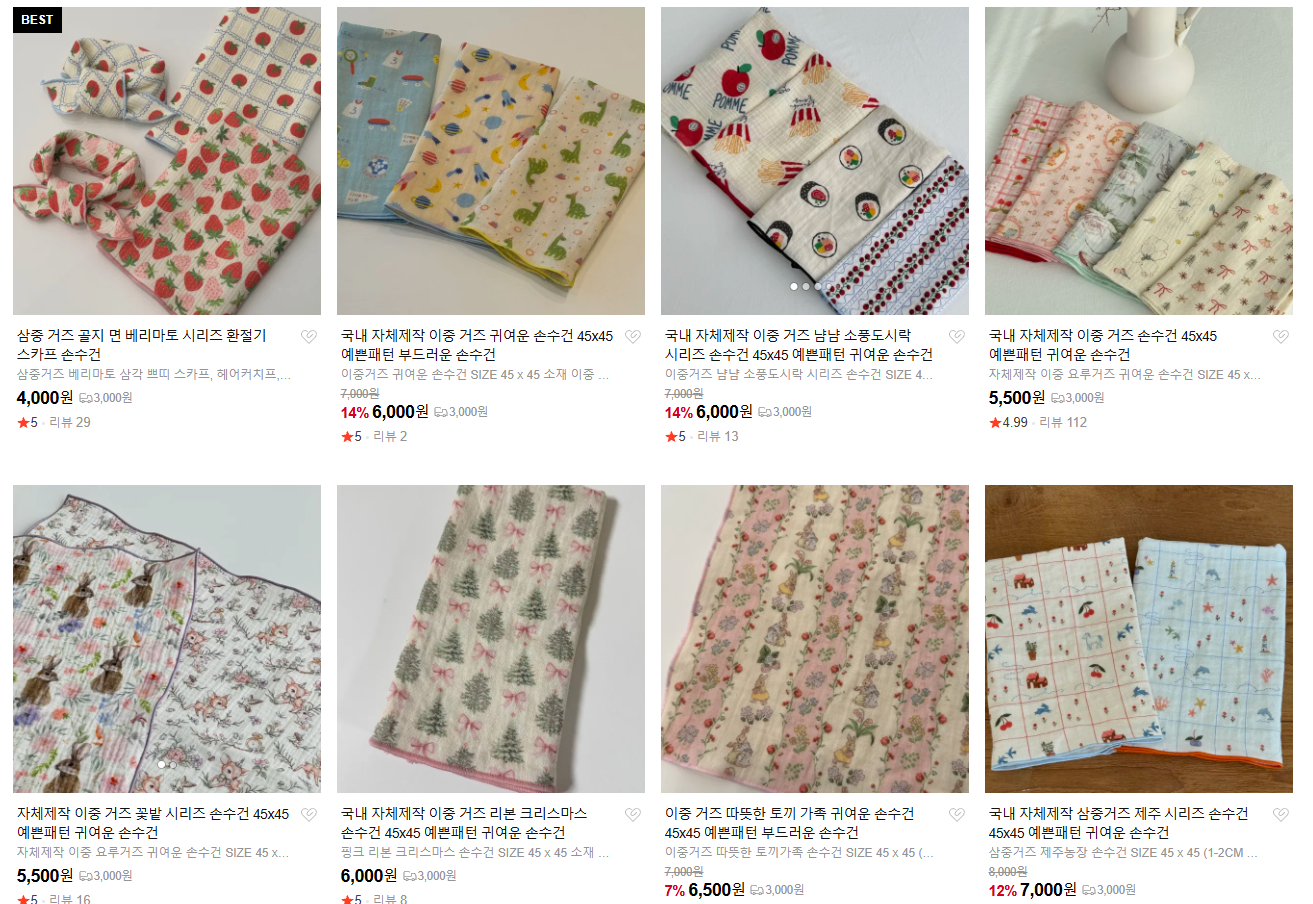 BEST
POMME
POMME
POMME
삼중 거즈 골지 면 베리마토 시리즈 환절기
스카프 손수건
삼중거즈 베리마토 삼각 쁘띠 스카프, 헤어커치프,...
4,000원 3,000원
★5 · 리뷰 29
국내 자체제작 이중 거즈 귀여운 손수건 45x45
예쁜패턴 부드러운 손수건
이중거즈 귀여운 손수건 SIZE 45 x 45 소재 이중 ...
7,000원
14% 6,000원 3,000원
★5 · 리뷰 2
국내 자체제작 이중 거즈 냠냠 소풍도시락
시리즈 손수건 45x45 예쁜패턴 귀여운 손수건
이중거즈 냠냠 소풍도시락 시리즈 손수건 SIZE 4...
7,000원
14% 6,000원 3,000원
★5 · 리뷰 13
국내 자체제작 이중 거즈 손수건 45x45
예쁜패턴 귀여운 손수건
자체제작 이중 요루거즈 귀여운 손수건 SIZE 45 x...
5,500원 3,000원
★4.99 · 리뷰 112
자체제작 이중 거즈 꽃밭 시리즈 손수건 45x45
예쁜패턴 귀여운 손수건
자체제작 이중 요루거즈 귀여운 손수건 SIZE 45 x...
5,500원 3,000원
★5 · 리뷰 16
국내 자체제작 이중 거즈 리본 크리스마스
손수건 45x45 예쁜패턴 귀여운 손수건
핑크 리본 크리스마스 손수건 SIZE 45 x 45 소재 ...
6,000원 3,000원
★5 · 리뷰 8
이중 거즈 따뜻한 토끼 가족 귀여운 손수건
45x45 예쁜패턴 부드러운 손수건
이중거즈 따뜻한 토끼가족 손수건 SIZE 45 x 45 (...
7,000원
7% 6,500원 3,000원
국내 자체제작 삼중거즈 제주 시리즈 손수건
45x45 예쁜패턴 귀여운 손수건
삼중거즈 제주농장 손수건 SIZE 45 x 45 (1-2CM ...
8,000원
12% 7,000원 3,000원